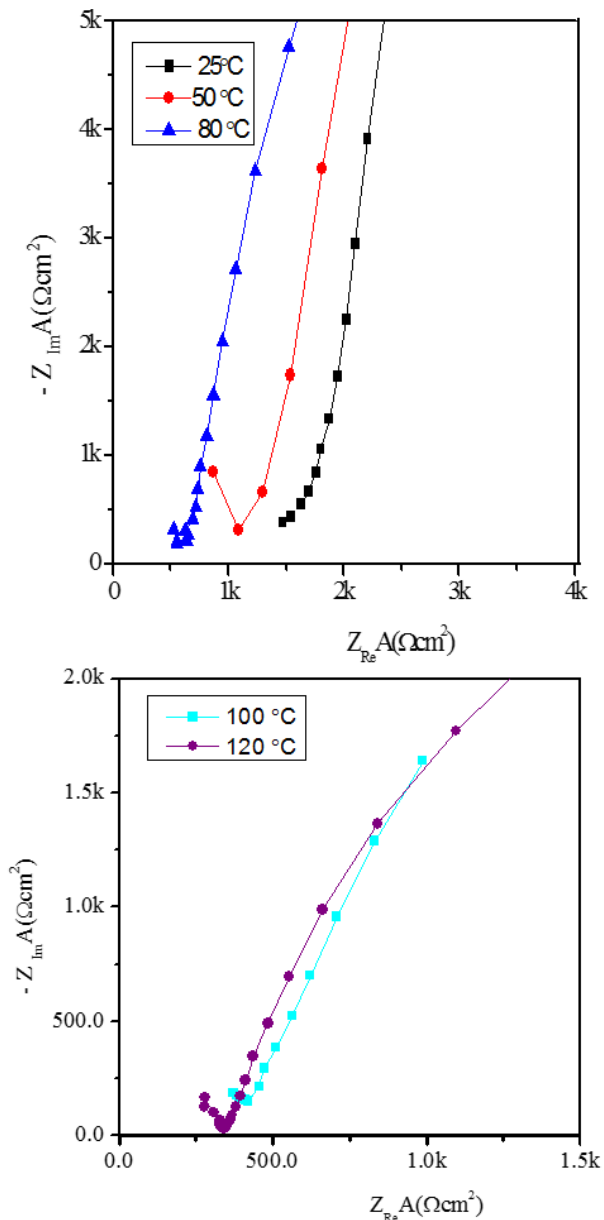 5k
4k
3k
2k
1k
0
25°C
50 °C
80 °C
- Z Im A(Ωcm²)
0 1k 2k 3k 4k
Z Re A(Ωcm²)
2.0k
1.5k
1.0k
500.0
0.0
100 °C
120 °C
- Z Im A(Ωcm²)
0.0 500.0 1.0k 1.5k
Z Re A(Ωcm²)